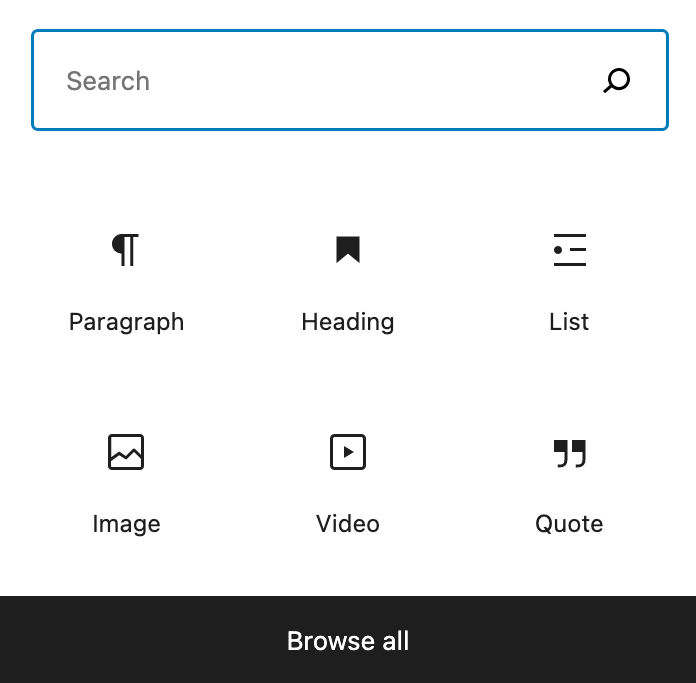 Search
Paragraph
Heading
List
Image
Video
Quote
Browse all